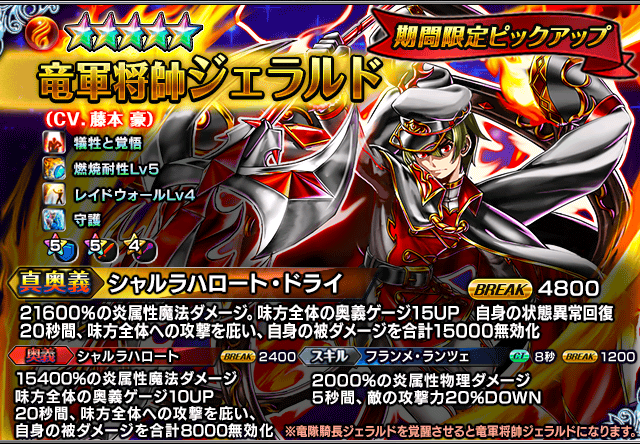 期間限定ピックアップ
竜軍将帥ジェラルド
(CV. 藤本 豪)
犠牲と覚悟
燃焼耐性Lv5
レイドウォールLv4
守護
5 5 4
真奥義 シャルラハロート・ドライ BREAK 4800
21600%の炎属性魔法ダメージ。味方全体の奥義ゲージ15UP 自身の状態異常回復
20秒間、味方全体への攻撃を庇い、自身の被ダメージを合計15000無効化
奥義 シャルラハロート BREAK 2400
15400%の炎属性魔法ダメージ
味方全体の奥義ゲージ10UP
20秒間、味方全体への攻撃を庇い、
自身の被ダメージを合計8000無効化
スキル フランメ・ランツェ CT 8秒 BREAK 1200
2000%の炎属性物理ダメージ
5秒間、敵の攻撃力20%DOWN
※竜隊騎長ジェラルドを覚醒させると竜軍将帥ジェラルドになります。